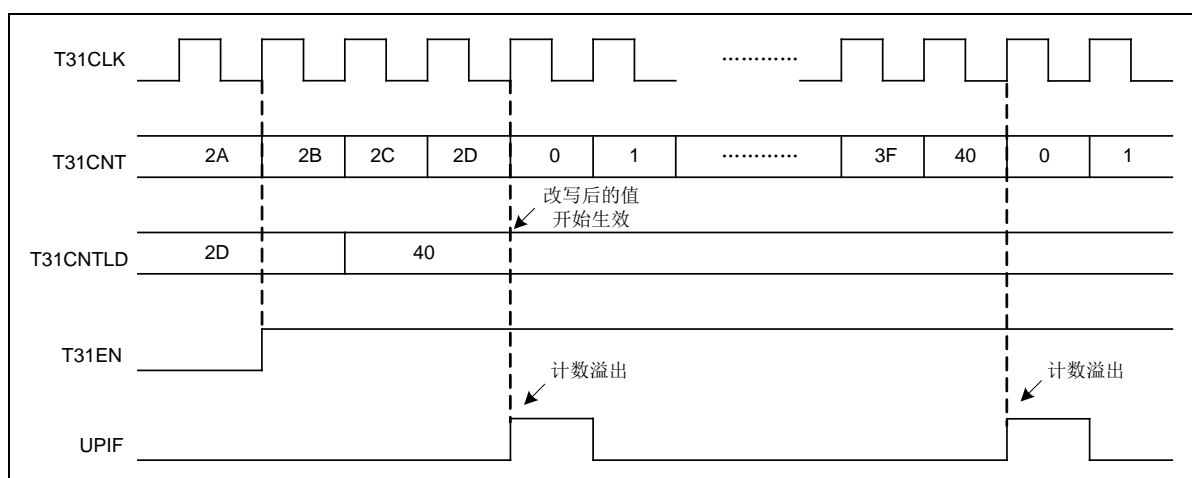 T31CLK
············
T31CNT 2A 2B 2C 2D 0 1 ············ 3F 40 0 1
改写后的值
开始生效
T31CNTLD 2D 40
T31EN
计数溢出 计数溢出
UPIF